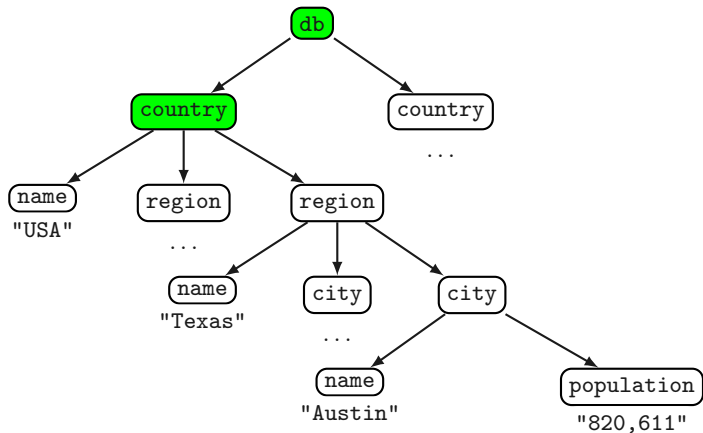 db
country
country
...
name
region
region
"USA"
...
name
city
city
"Texas"
...
name
population
"Austin"
"820,611"